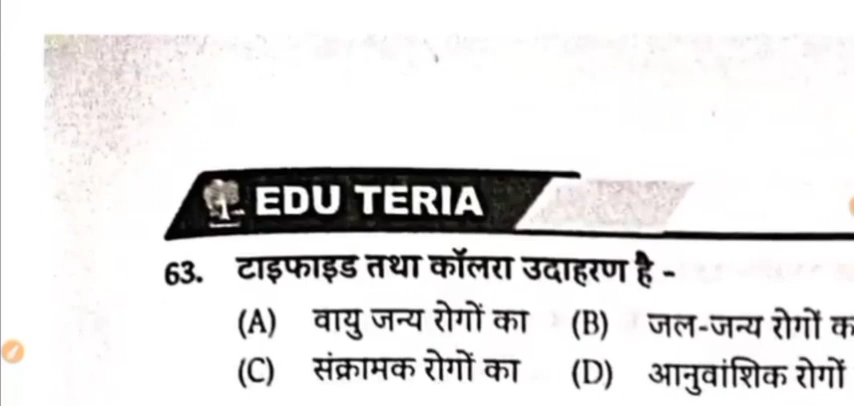 EDU TERIA
63. टाइफाइड तथा कॉलरा उदाहरण है -
(A) वायु जन्य रोगों का (B) जल-जन्य रोगों
(C) संक्रामक रोगों का (D) आनुवांशिक रोगों